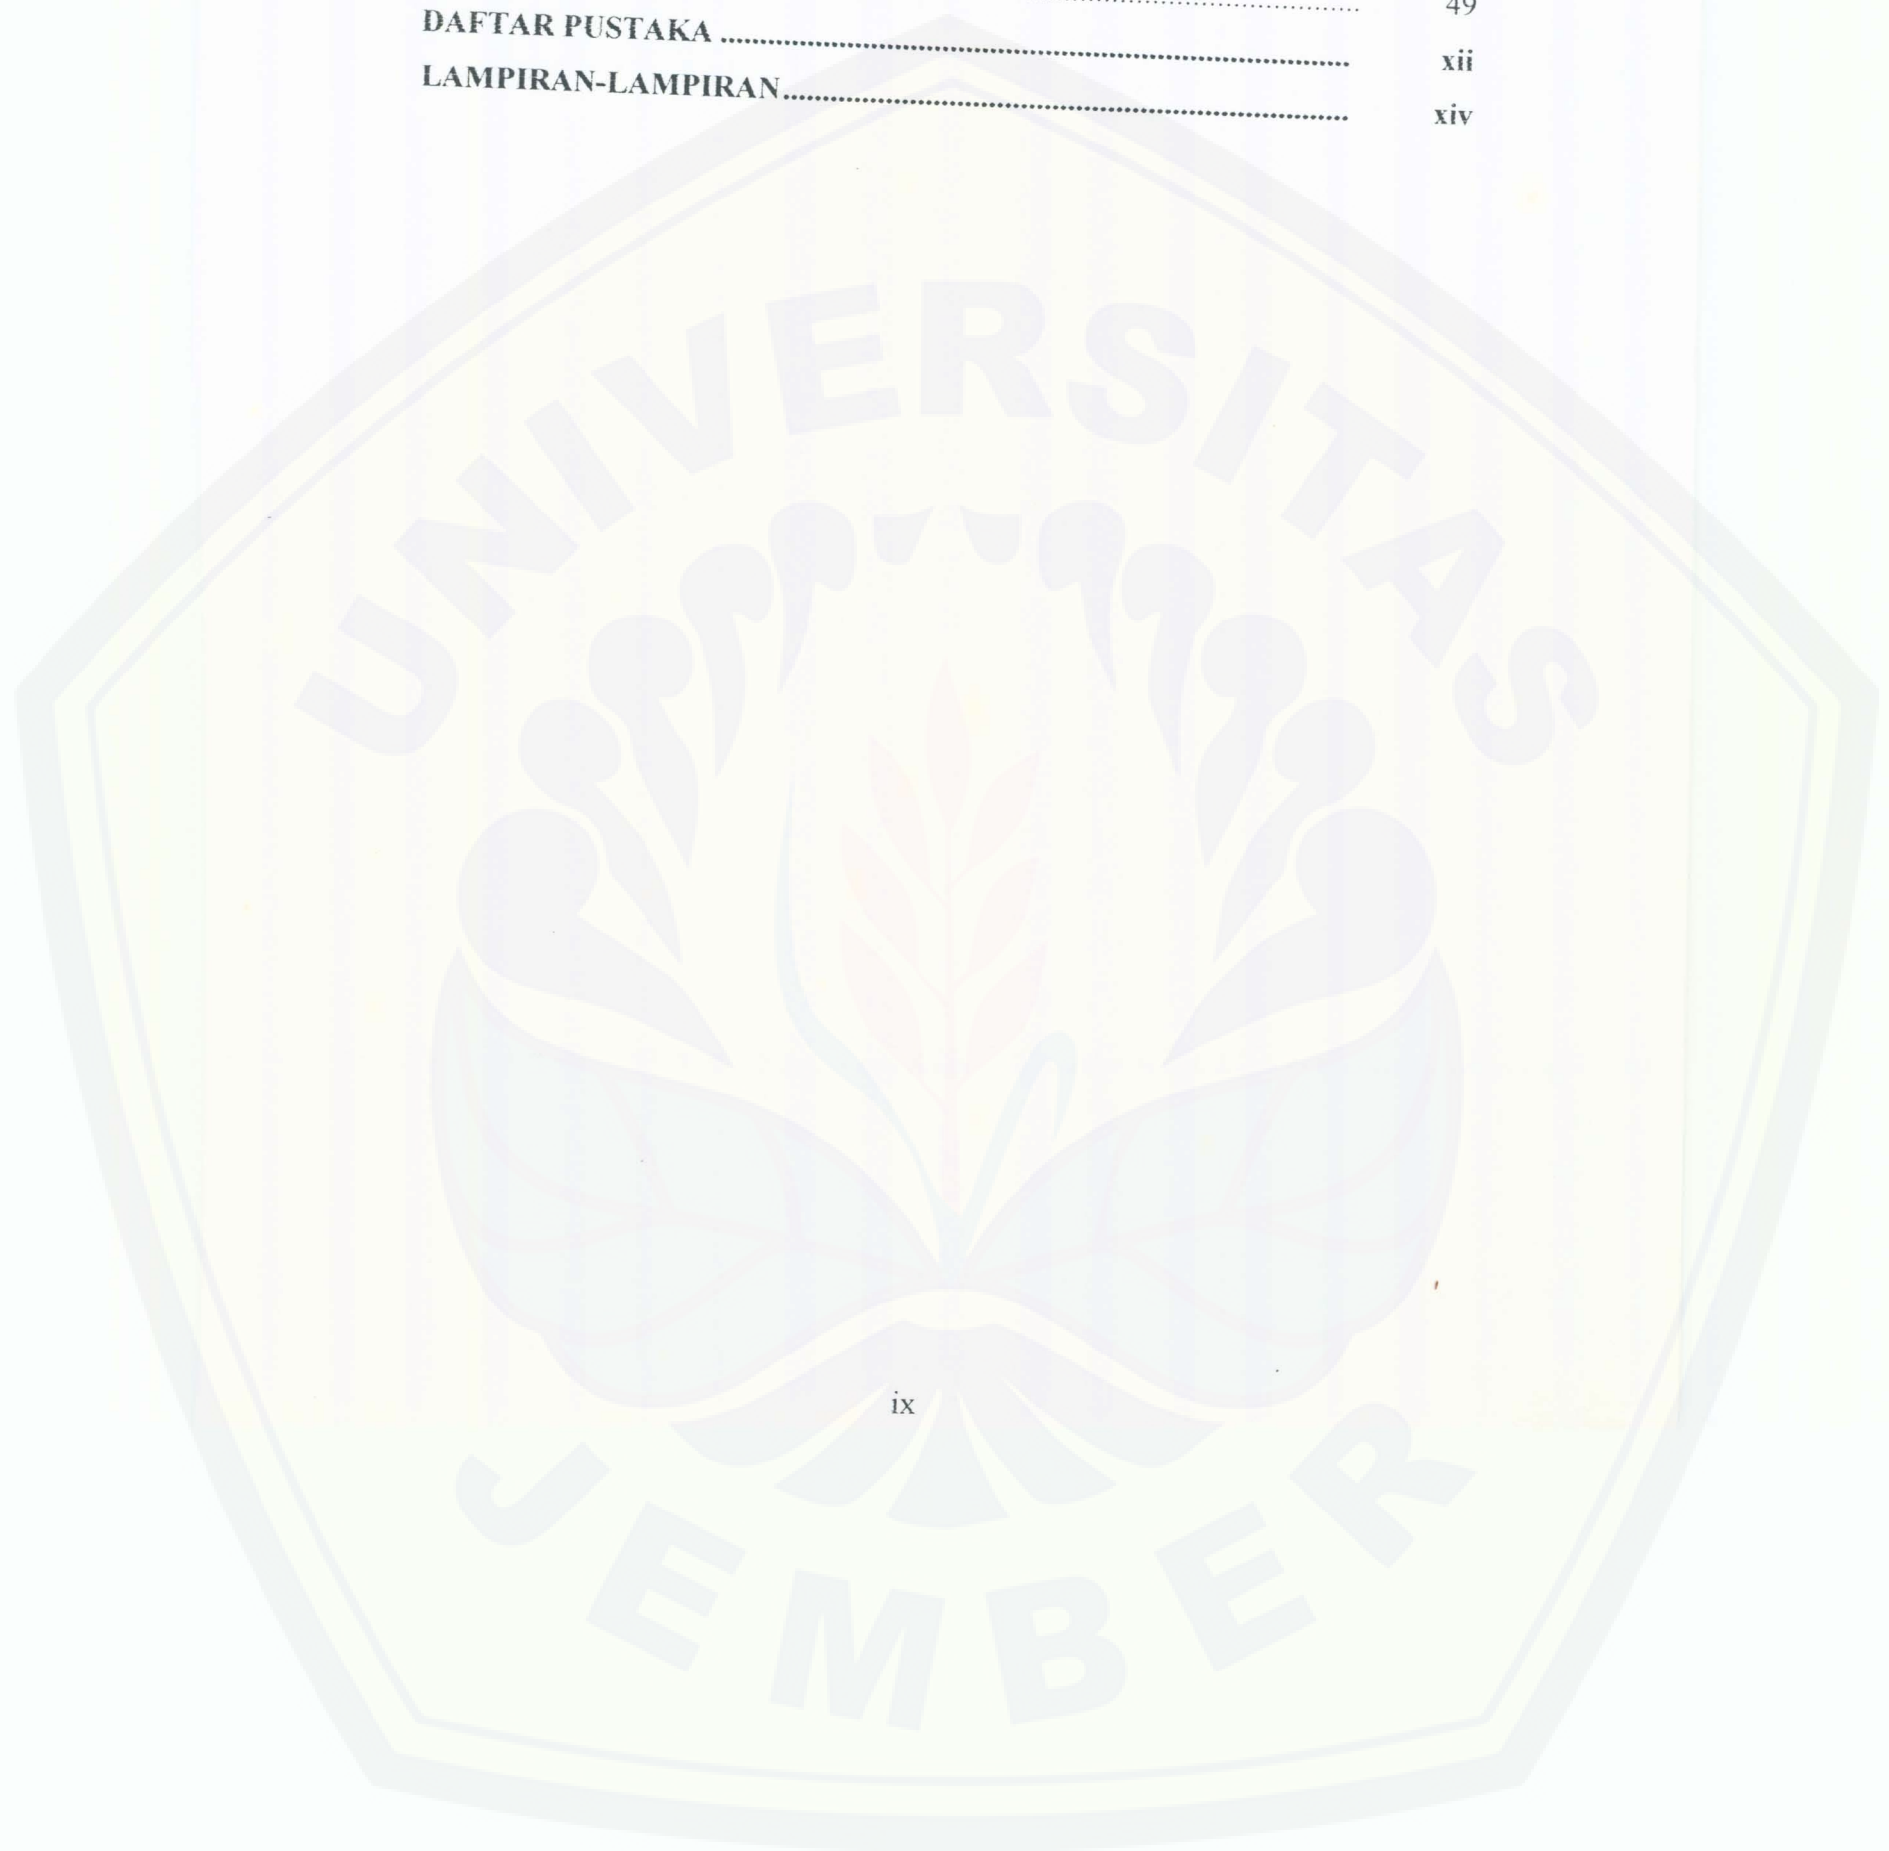 .......... 49
DAFTAR PUSTAKA .......... xii
LAMPIRAN-LAMPIRAN.......... xiv
UNIVERSITAS
ix
JEMBER